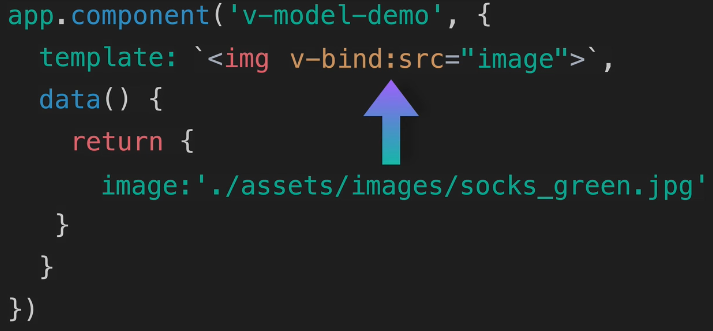 app.component('v-model-demo', {
template: `<img v-bind:src="image">`,
data() {
return {
image:'./assets/images/socks_green.jpg'
}
}
})